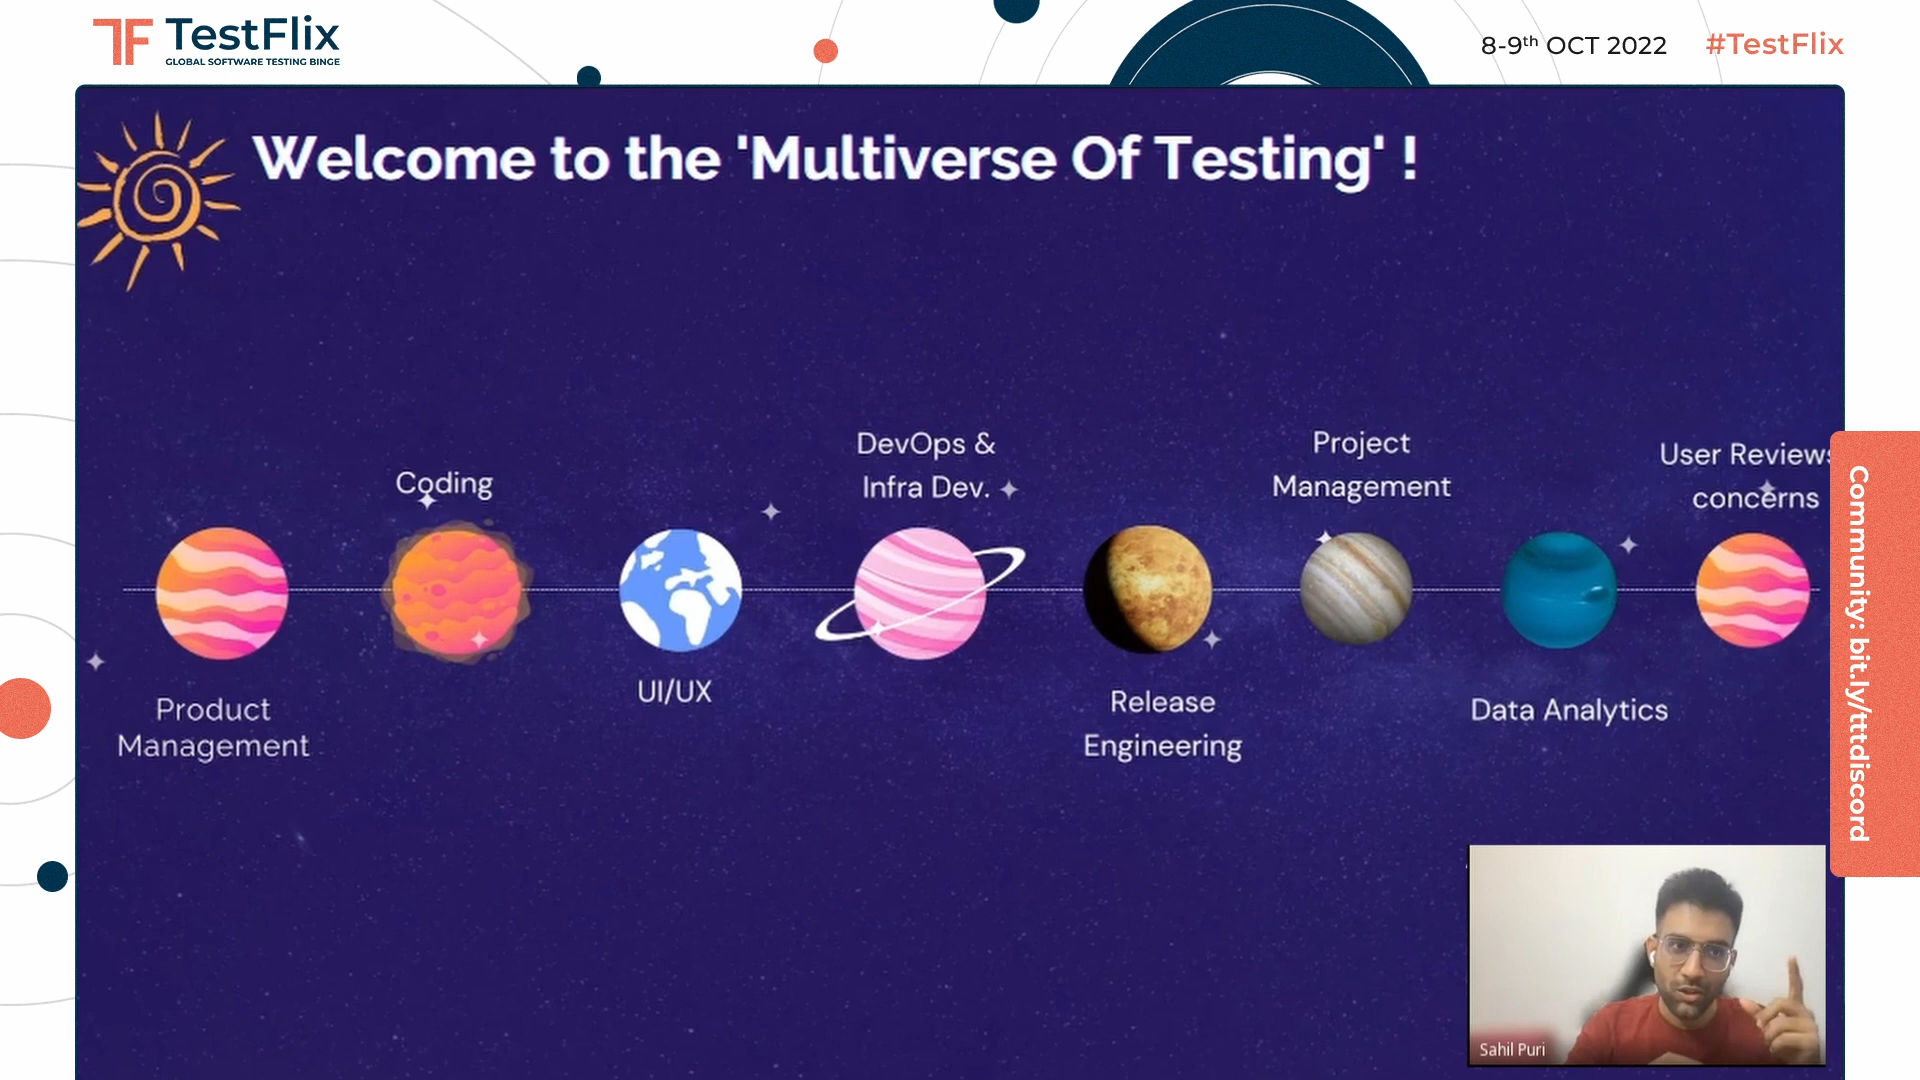 TF TestFlix
GLOBAL SOFTWARE TESTING BINGE
8-9th OCT 2022
#TestFlix
Welcome to the 'Multiverse Of Testing' !
Product
Management
Coding
UI/UX
DevOps &
Infra Dev.
Release
Engineering
Project
Management
Data Analytics
User Reviews
concerns
Community: bit.ly/tttdiscord
Sahil Puri